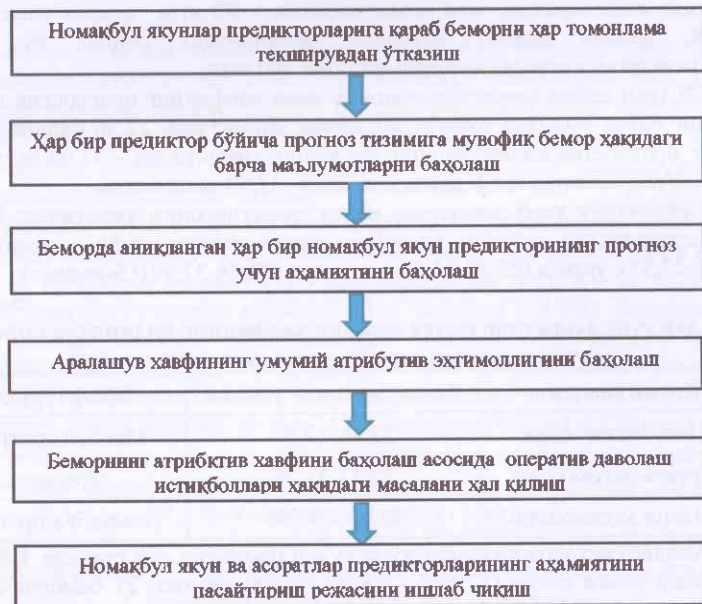 Номақбул якунлар предикторларига қараб беморни ҳар томонлама
текширувдан ўтказиш
Ҳар бир предиктор бўйича прогноз тизимига мувофиқ бемор ҳақидаги
барча маълумотларни баҳолаш
Беморда аниқланган ҳар бир номақбул якун предикторининг прогноз
учун аҳамиятини баҳолаш
Аралашув хавфининг умумий атрибутив эҳтимоллигини баҳолаш
Беморнинг атрибктив хавфини баҳолаш асосида оператив даволаш
истиқболлари ҳақидаги масалани ҳал қилиш
Номақбул якун ва асоратлар предикторларининг аҳамиятини
пасайтириш режасини ишлаб чиқиш